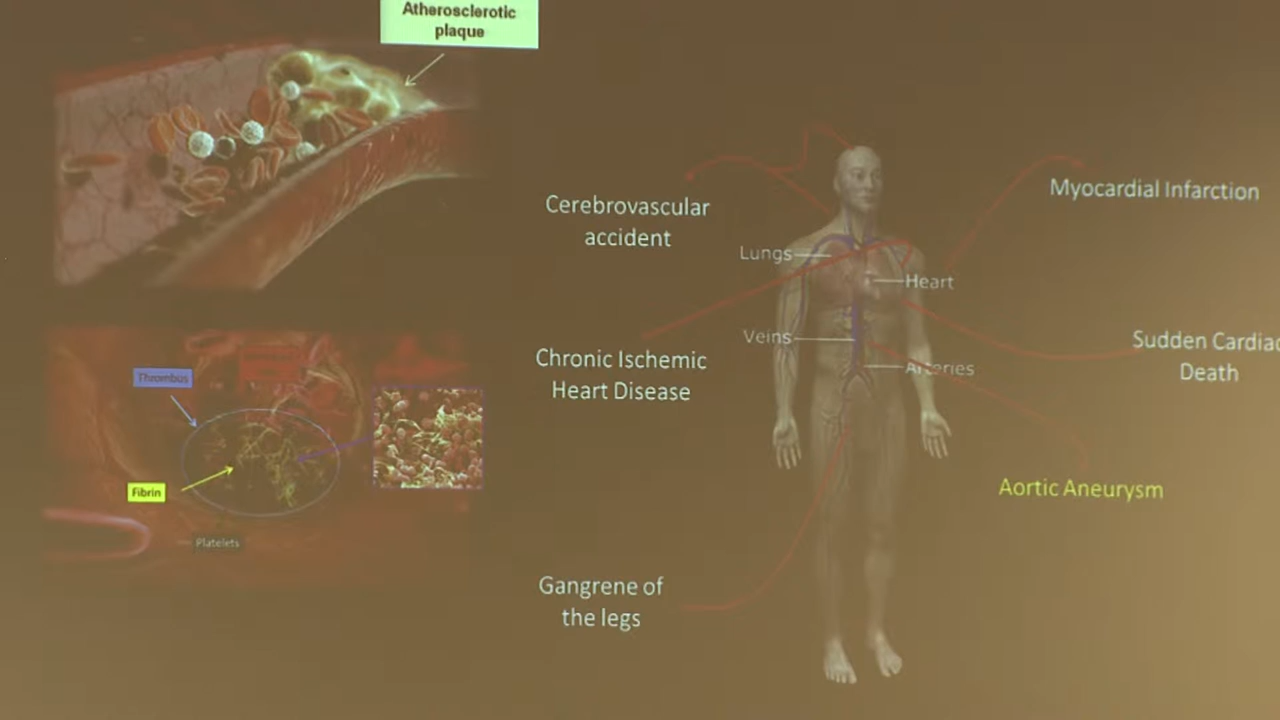 Atherosclerotic
plaque
Cerebrovascular
accident
Myocardial Infarction
Lungs
Heart
Veins
Arteries
Chronic Ischemic
Heart Disease
Sudden Cardiac
Death
Thrombus
Fibrin
Platelets
Aortic Aneurysm
Gangrene of
the legs